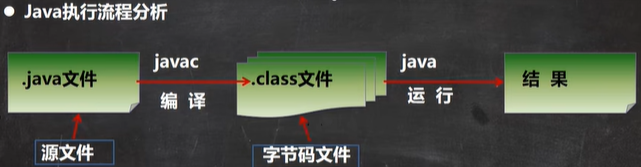 ● Java执行流程分析
.java文件
javac
编 译
.class文件
java
运 行
结 果
源文件
字节码文件